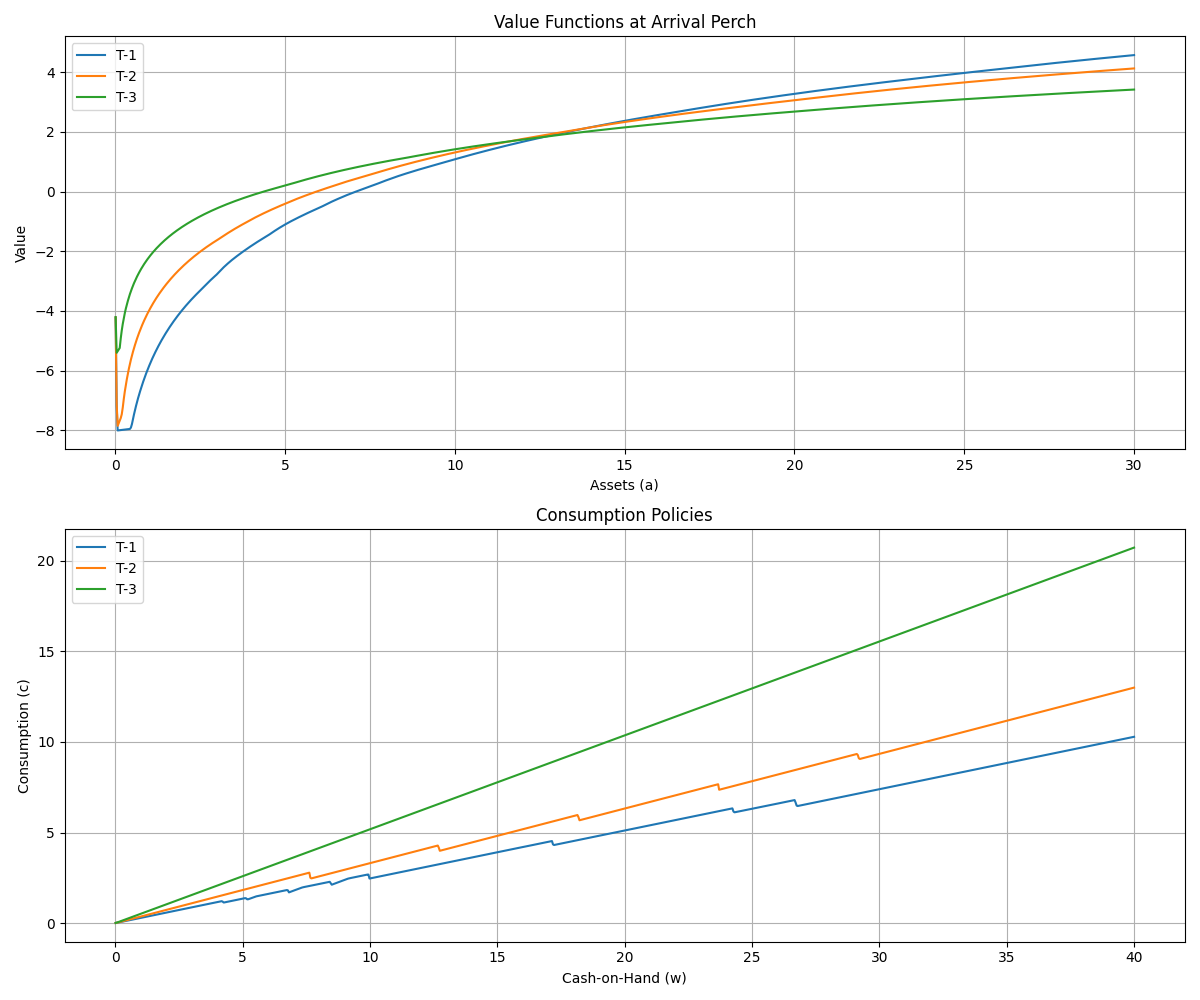 Value Functions at Arrival Perch
T-1
T-2
T-3
Value
4
2
0
−2
−4
−6
−8
0 5 10 15 20 25 30
Assets (a)
Consumption Policies
T-1
T-2
T-3
Consumption (c)
20
15
10
5
0
0 5 10 15 20 25 30 35 40
Cash-on-Hand (w)